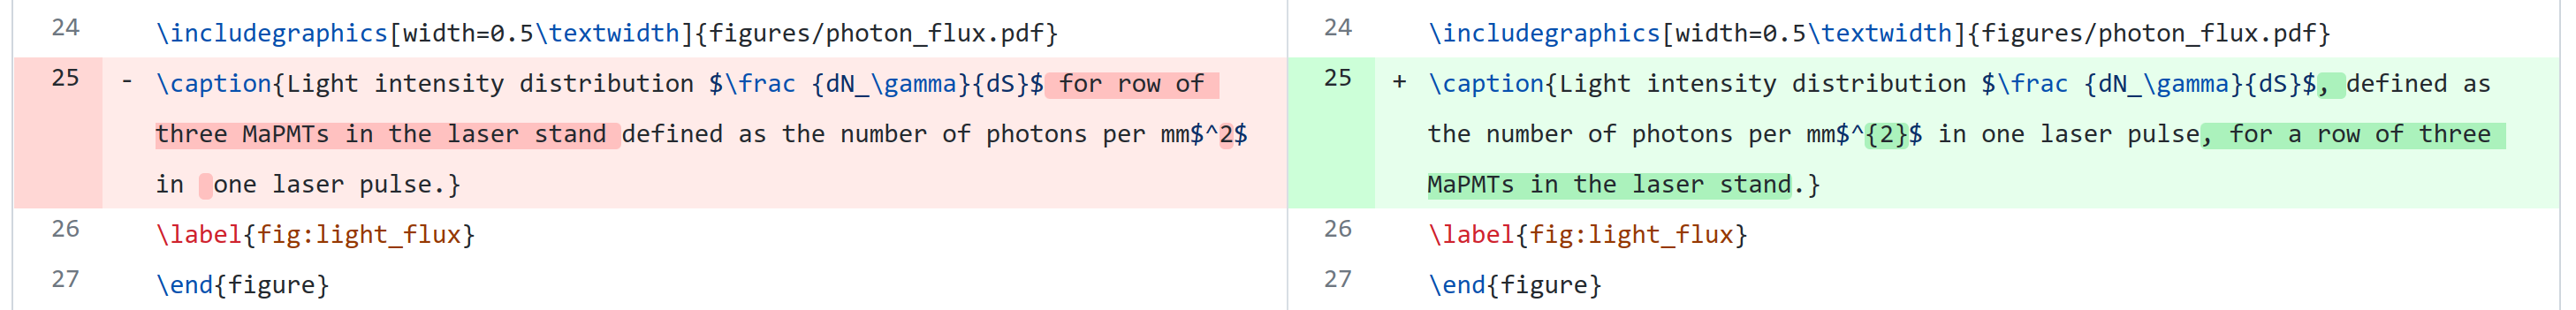 24 \includegraphics[width=0.5\textwidth]{figures/photon_flux.pdf}
25 - \caption{Light intensity distribution $\frac {dN_\gamma}{dS}$ for row of
three MaPMTs in the laser stand defined as the number of photons per mm$^2$
in  one laser pulse.}
26 \label{fig:light_flux}
27 \end{figure}
24 \includegraphics[width=0.5\textwidth]{figures/photon_flux.pdf}
25 + \caption{Light intensity distribution $\frac {dN_\gamma}{dS}$, defined as
the number of photons per mm$^{2}$ in one laser pulse, for a row of three
MaPMTs in the laser stand.}
26 \label{fig:light_flux}
27 \end{figure}